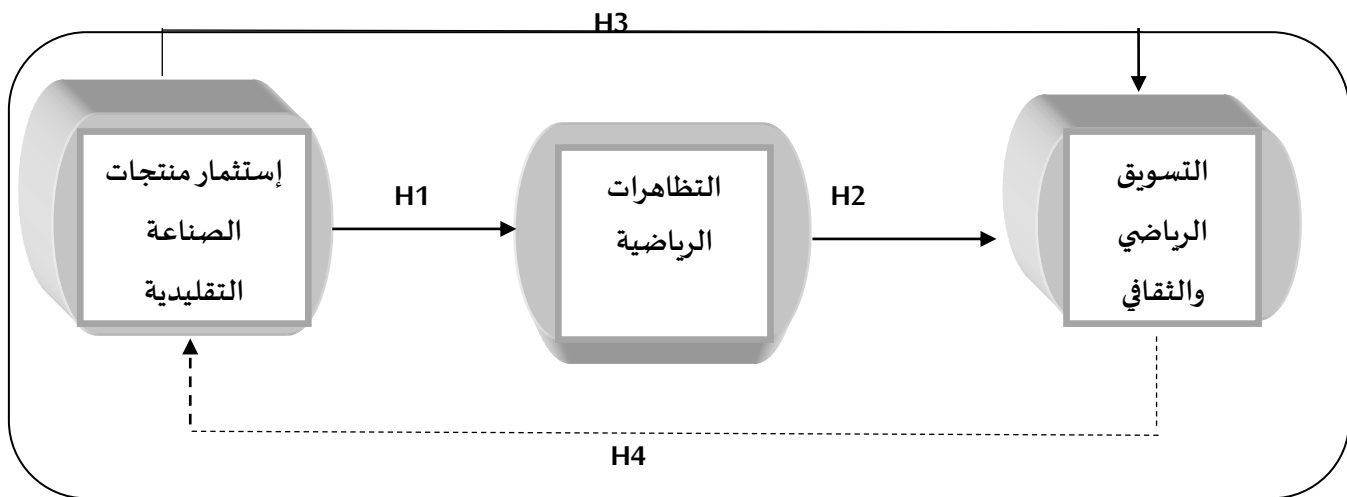 H3
إستثمار منتجات
الصناعة
التقليدية
H1
التظاهرات
الرياضية
H2
التسويق
الرياضي
والثقافي
H4